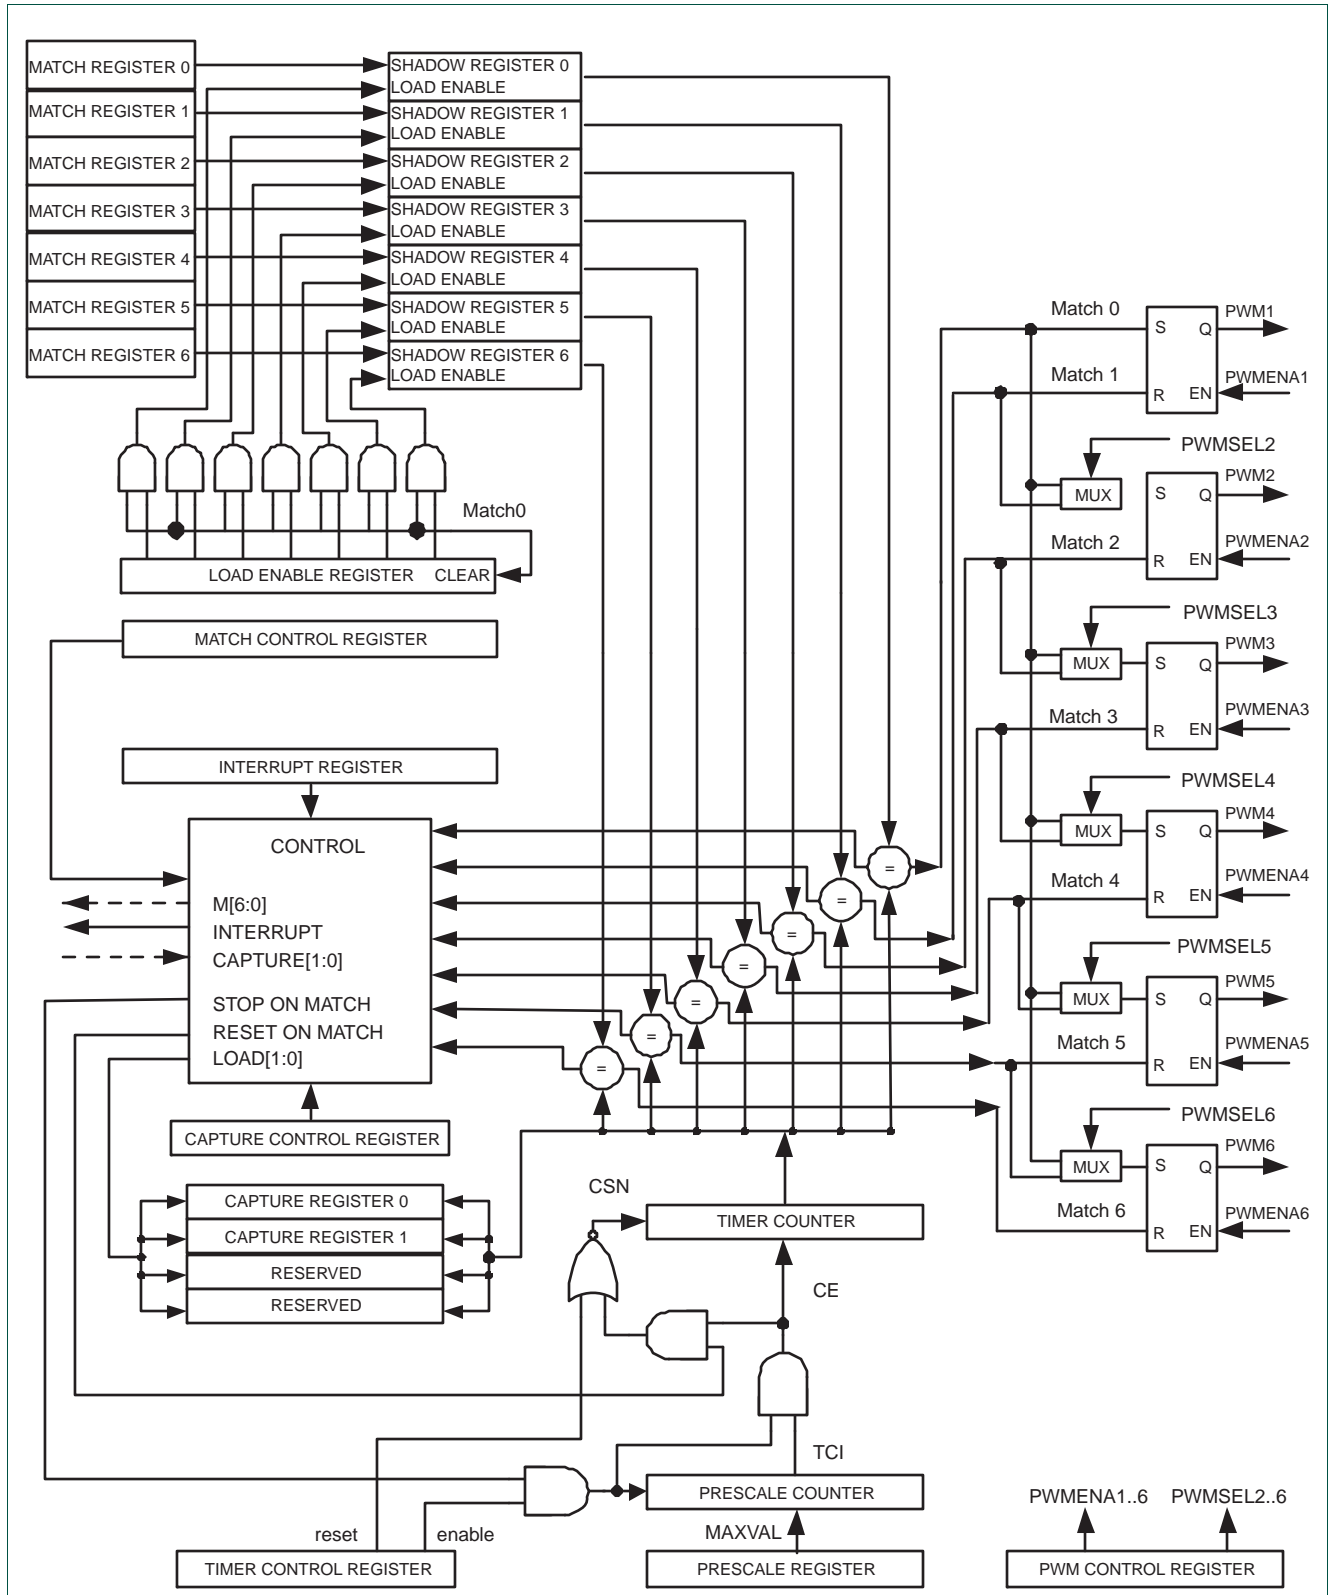 MATCH REGISTER 0
MATCH REGISTER 1
MATCH REGISTER 2
MATCH REGISTER 3
MATCH REGISTER 4
MATCH REGISTER 5
MATCH REGISTER 6
SHADOW REGISTER 0
LOAD ENABLE
SHADOW REGISTER 1
LOAD ENABLE
SHADOW REGISTER 2
LOAD ENABLE
SHADOW REGISTER 3
LOAD ENABLE
SHADOW REGISTER 4
LOAD ENABLE
SHADOW REGISTER 5
LOAD ENABLE
SHADOW REGISTER 6
LOAD ENABLE
Match0
LOAD ENABLE REGISTER CLEAR
MATCH CONTROL REGISTER
INTERRUPT REGISTER
CONTROL
M[6:0]
INTERRUPT
CAPTURE[1:0]
STOP ON MATCH
RESET ON MATCH
LOAD[1:0]
CAPTURE CONTROL REGISTER
CAPTURE REGISTER 0
CAPTURE REGISTER 1
RESERVED
RESERVED
=
=
=
=
=
=
=
Match 0
S Q
PWM1
Match 1
R EN
PWMENA1
PWMSEL2
MUX
S Q
PWM2
Match 2
R EN
PWMENA2
PWMSEL3
MUX
S Q
PWM3
Match 3
R EN
PWMENA3
PWMSEL4
MUX
S Q
PWM4
Match 4
R EN
PWMENA4
PWMSEL5
MUX
S Q
PWM5
Match 5
R EN
PWMENA5
PWMSEL6
MUX
S Q
PWM6
Match 6
R EN
PWMENA6
CSN
TIMER COUNTER
CE
TCI
PRESCALE COUNTER
MAXVAL
PRESCALE REGISTER
reset
enable
TIMER CONTROL REGISTER
PWMENA1..6
PWMSEL2..6
PWM CONTROL REGISTER